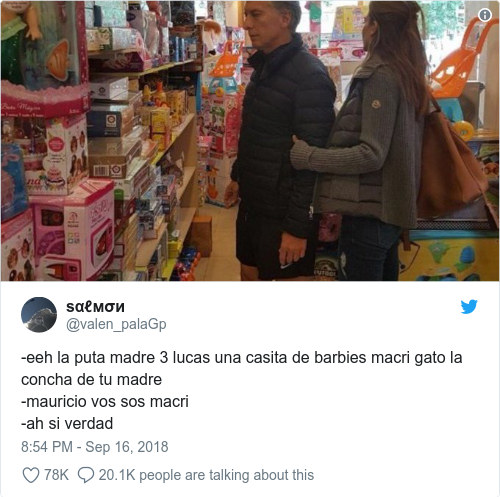 sαℓмσи
@valen_palaGp
-eeh la puta madre 3 lucas una casita de barbies macri gato la
concha de tu madre
-mauricio vos sos macri
-ah si verdad
8:54 PM - Sep 16, 2018
78K 20.1K people are talking about this